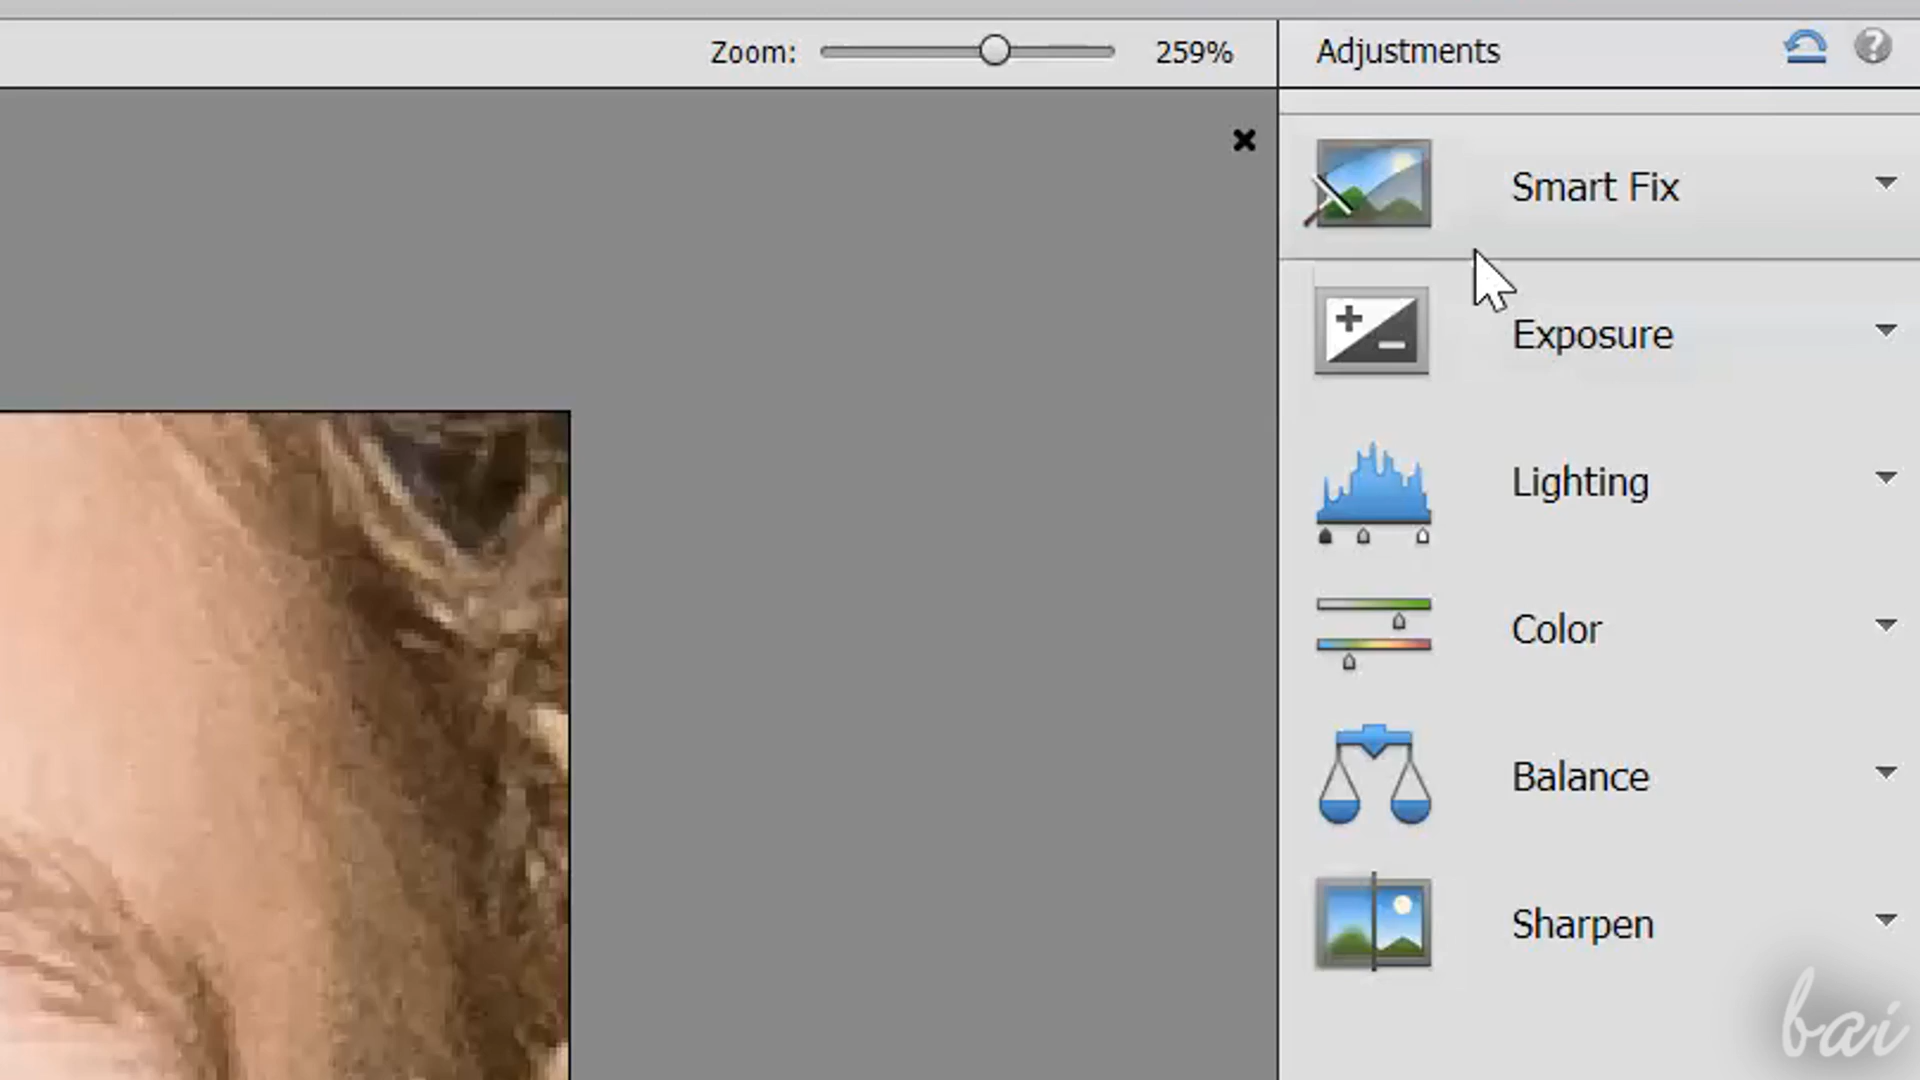 Zoom: 259% Adjustments
Smart Fix
Exposure
Lighting
Color
Balance
Sharpen
bai